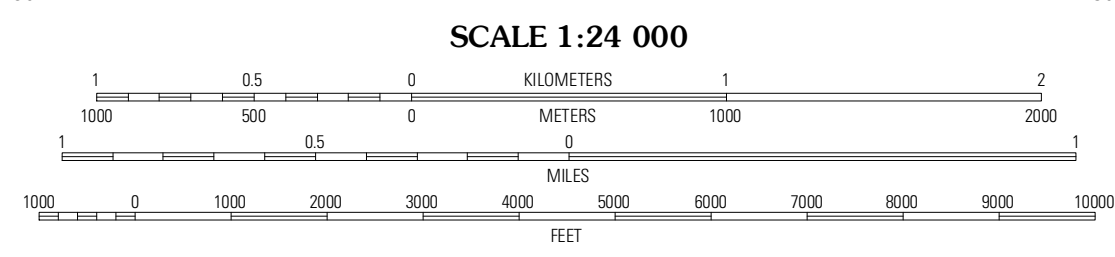 SCALE 1:24 000
1 0.5 0 KILOMETERS 1 2
1000 500 0 METERS 1000 2000
1 0.5 0 1
MILES
1000 0 1000 2000 3000 4000 5000 6000 7000 8000 9000 10000
FEET